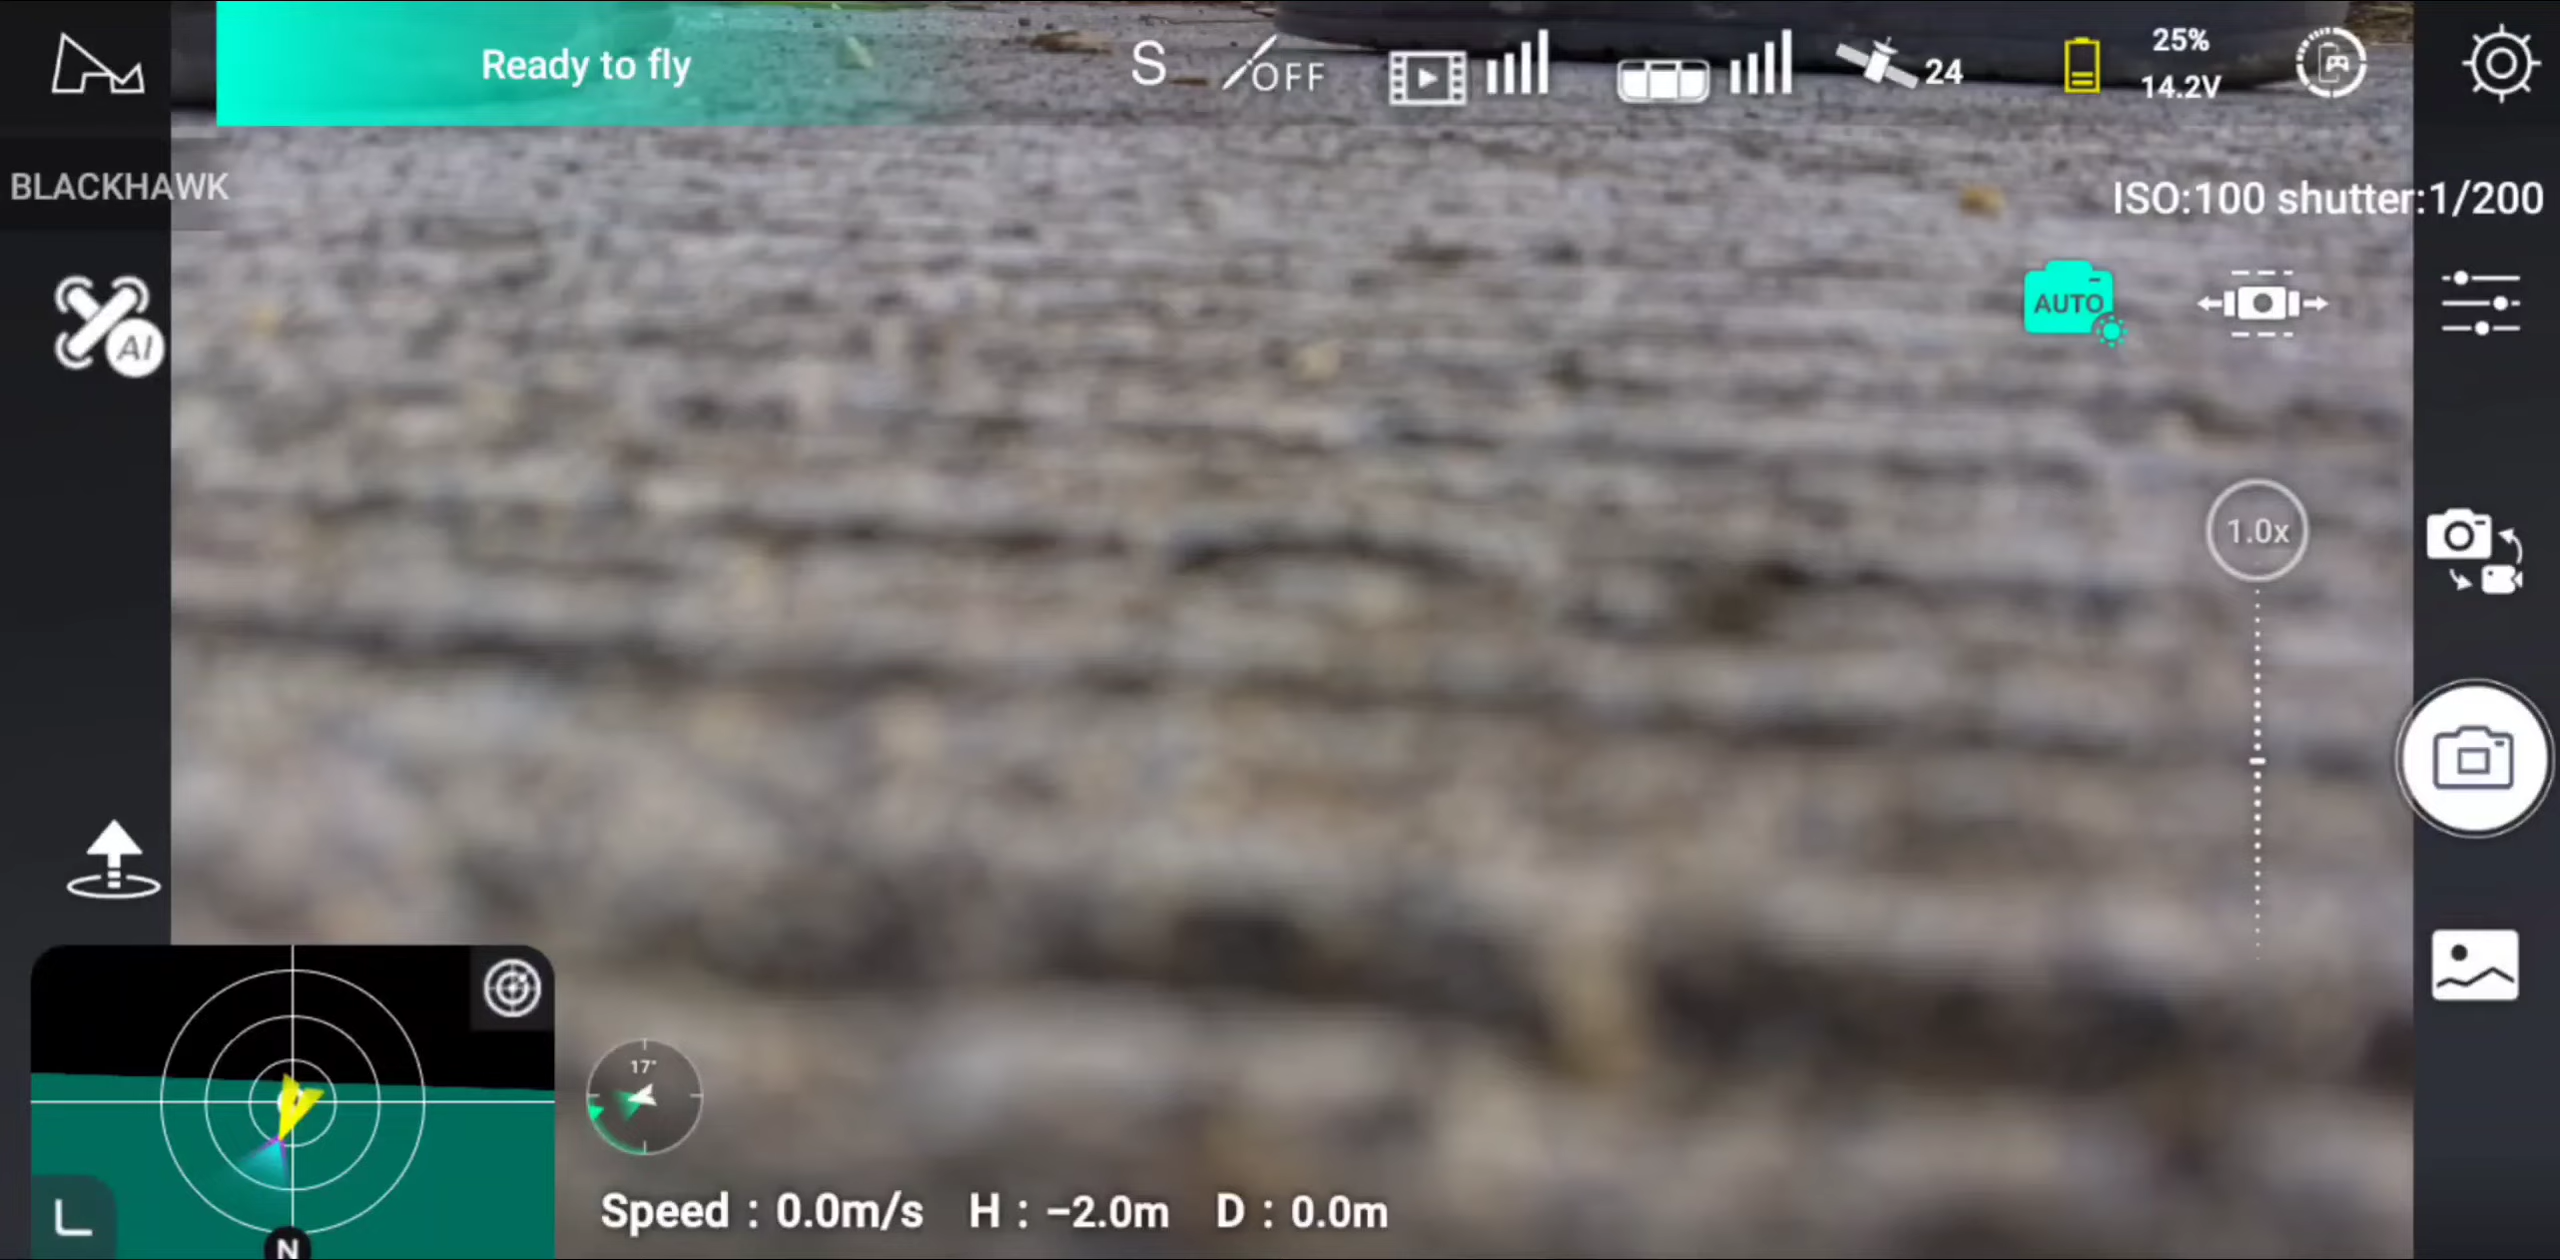 Ready to fly
S
OFF
24
25%
14.2V
BLACKHAWK
ISO:100 shutter:1/200
AI
AUTO
1.0x
17°
Speed : 0.0m/s H : −2.0m D : 0.0m
N